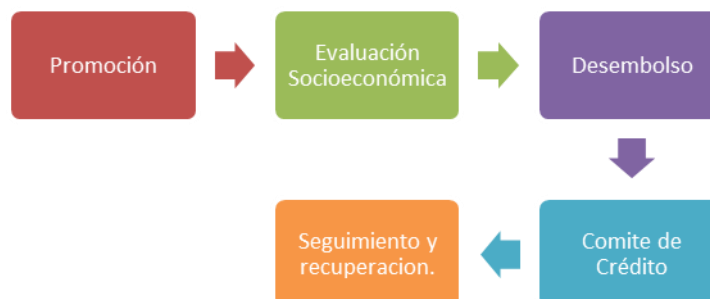 Promoción
Evaluación
Socioeconómica
Desembolso
Comite de
Crédito
Seguimiento y
recuperacion.